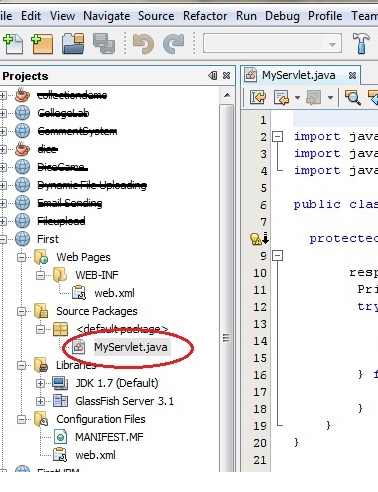 File Edit View Navigate Source Refactor Run Debug Profile
Projects
collectiondemo
CollegeLab
CommentSystem
dice
DiceGame
Dynamic File Uploading
Email Sending
Fileupload
First
Web Pages
WEB-INF
web.xml
Source Packages
<default package>
MyServlet.java
Libraries
JDK 1.7 (Default)
GlassFish Server 3.1
Configuration Files
MANIFEST.MF
web.xml
MyServlet.java
1
2 import java
3 import java
4 import java
5
6 public clas
7
protected
9
10 resp
11 Pri
12 try
13
14
15
16 } f
17
18 }
19 }
20 }
21